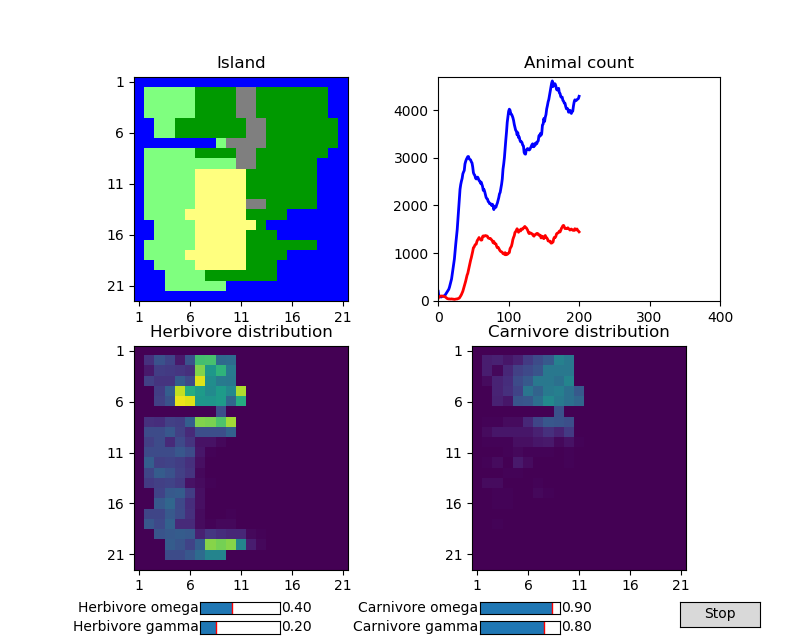 Island
Animal count
1
6
11
16
21
1 6 11 16 21
4000
3000
2000
1000
0
0 100 200 300 400
Herbivore distribution
Carnivore distribution
1
6
11
16
21
1 6 11 16 21
1
6
11
16
21
1 6 11 16 21
Herbivore omega 0.40
Herbivore gamma 0.20
Carnivore omega 0.90
Carnivore gamma 0.80
Stop